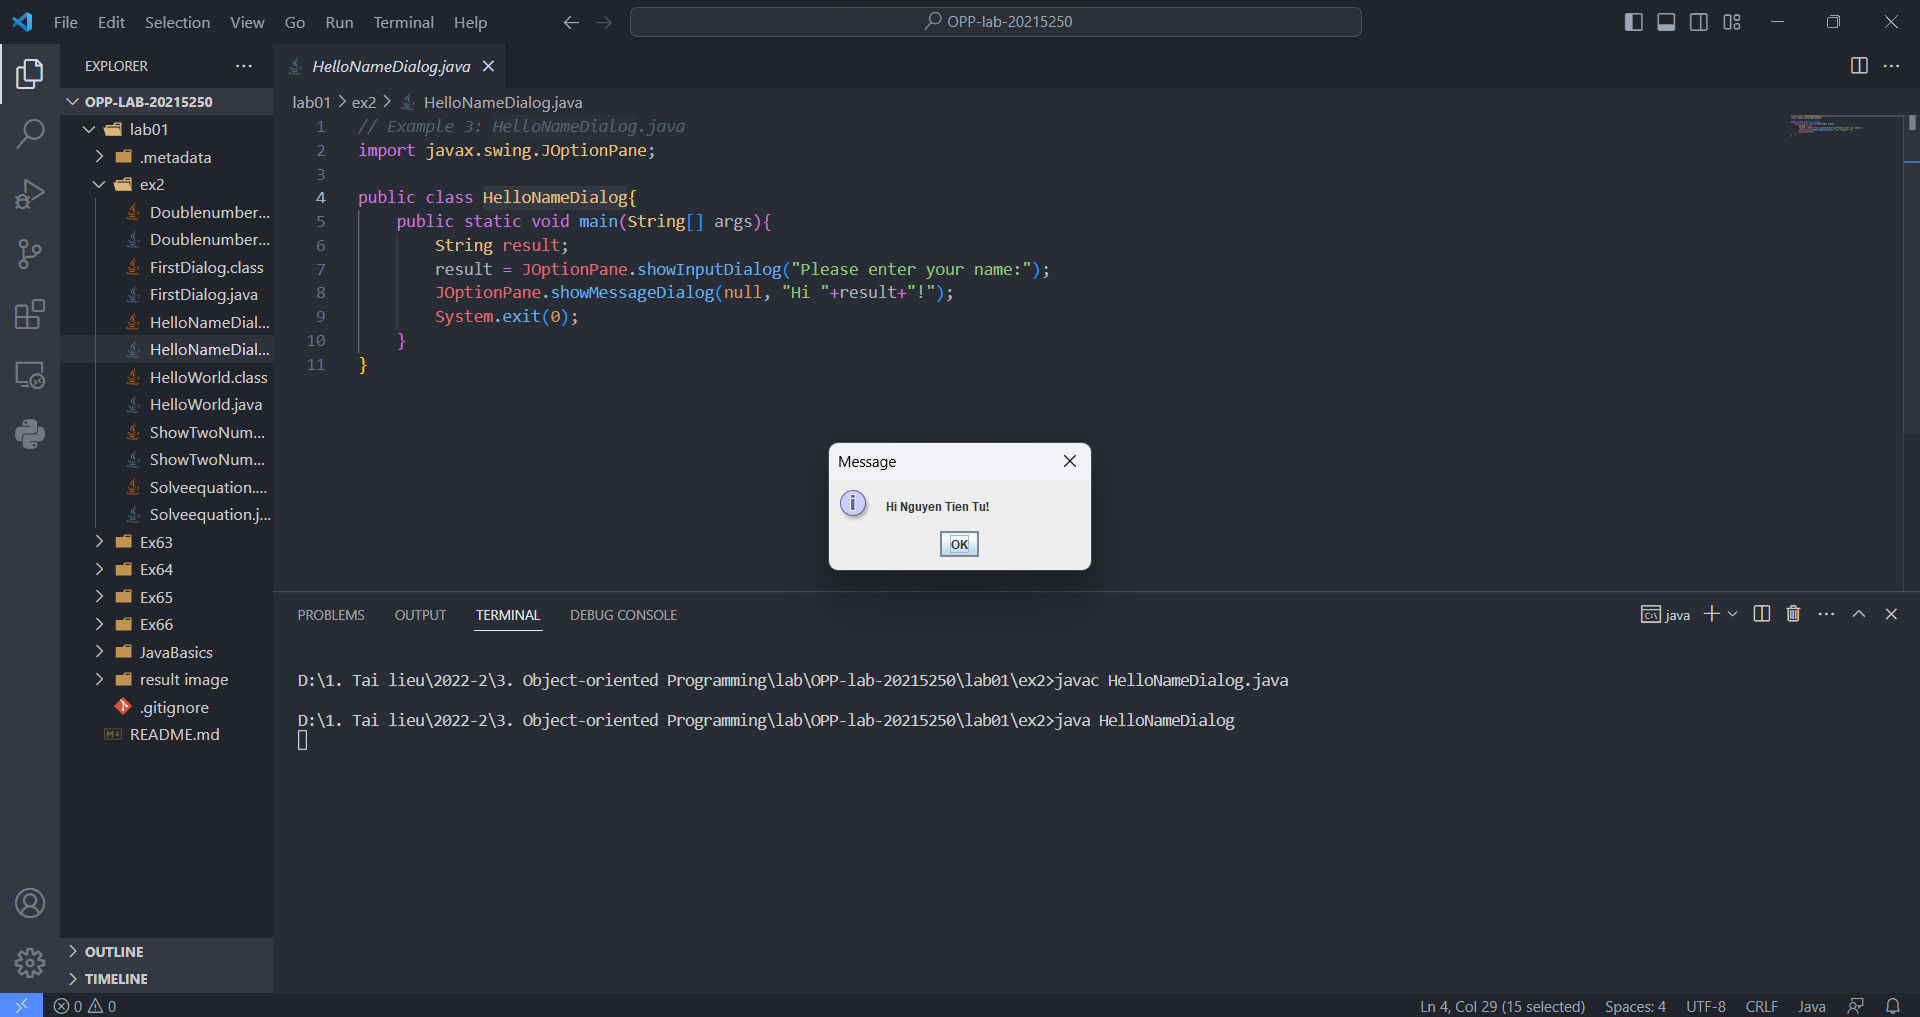 File Edit Selection View Go Run Terminal Help
OPP-lab-20215250
EXPLORER
HelloNameDialog.java
OPP-LAB-20215250
lab01
.metadata
ex2
Doublenumber...
Doublenumber...
FirstDialog.class
FirstDialog.java
HelloNameDial...
HelloNameDial...
HelloWorld.class
HelloWorld.java
ShowTwoNum...
ShowTwoNum...
Solveequation....
Solveequation.j...
Ex63
Ex64
Ex65
Ex66
JavaBasics
result image
.gitignore
README.md
OUTLINE
TIMELINE
lab01 > ex2 > HelloNameDialog.java
1 // Example 3: HelloNameDialog.java
2 import javax.swing.JOptionPane;
3
4 public class HelloNameDialog{
5 public static void main(String[] args){
6 String result;
7 result = JOptionPane.showInputDialog("Please enter your name:");
8 JOptionPane.showMessageDialog(null, "Hi "+result+"!");
9 System.exit(0);
10 }
11 }
Message
Hi Nguyen Tien Tu!
OK
PROBLEMS OUTPUT TERMINAL DEBUG CONSOLE
java
D:\1. Tai lieu\2022-2\3. Object-oriented Programming\lab\OPP-lab-20215250\lab01\ex2>javac HelloNameDialog.java
D:\1. Tai lieu\2022-2\3. Object-oriented Programming\lab\OPP-lab-20215250\lab01\ex2>java HelloNameDialog
0 0
Ln 4, Col 29 (15 selected) Spaces: 4 UTF-8 CRLF Java